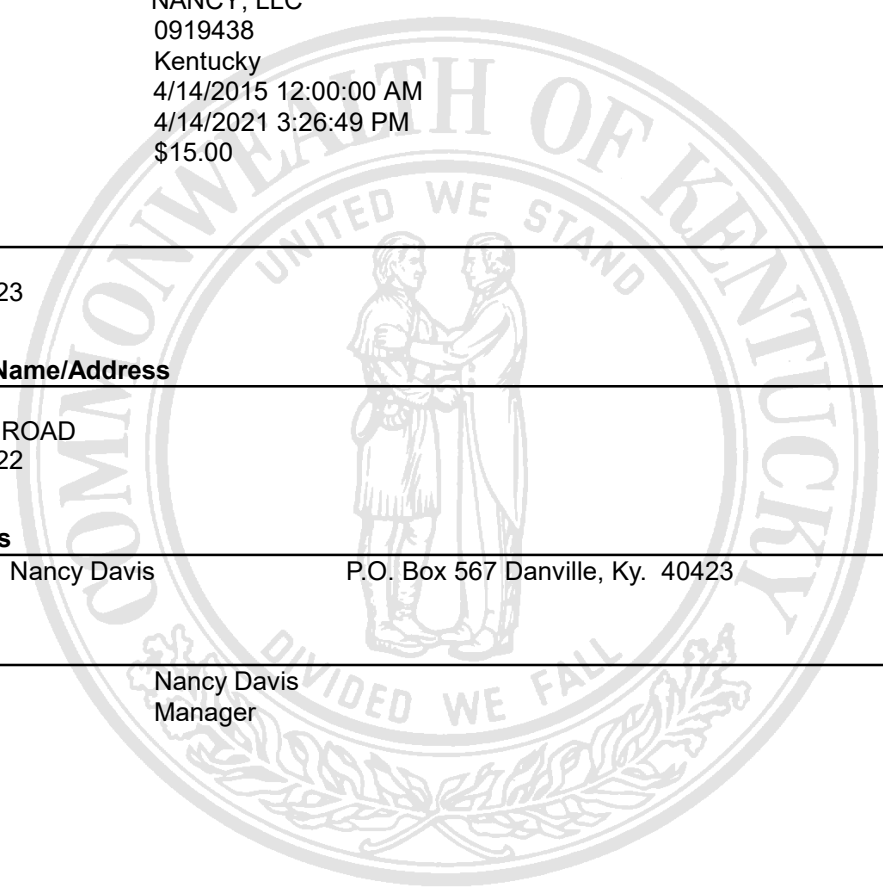 NANCY, LLC
0919438
Kentucky
4/14/2015 12:00:00 AM
4/14/2021 3:26:49 PM
$15.00
23
Name/Address
ROAD
22
s
Nancy Davis P.O. Box 567 Danville, Ky. 40423
Nancy Davis
Manager
COMMONWEALTH OF KENTUCKY
UNITED WE STAND
DIVIDED WE FALL